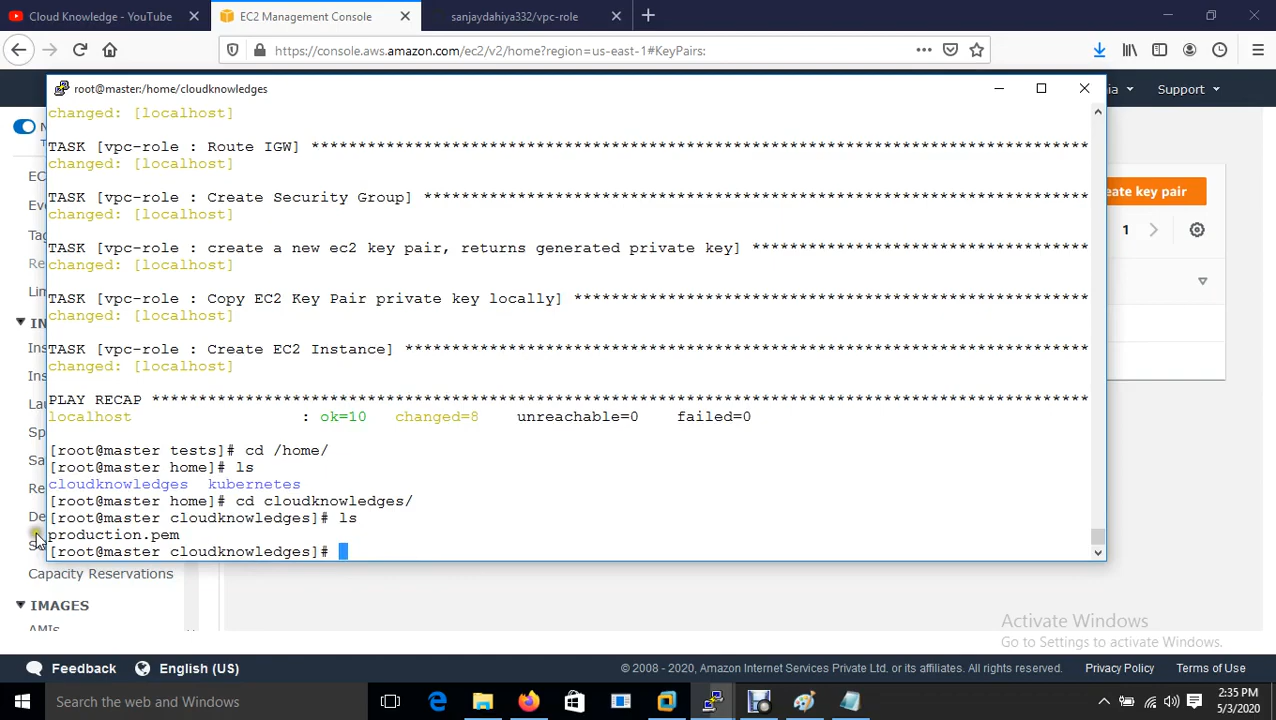 Cloud Knowledge - YouTube
EC2 Management Console
sanjaydahiya332/vpc-role
https://console.aws.amazon.com/ec2/v2/home?region=us-east-1#KeyPairs:
root@master:/home/cloudknowledges
Support
changed: [localhost]
TASK [vpc-role : Route IGW] ****************************************************************************************
changed: [localhost]
TASK [vpc-role : Create Security Group] ****************************************************************************
changed: [localhost]
TASK [vpc-role : create a new ec2 key pair, returns generated private key] ****************************************
changed: [localhost]
TASK [vpc-role : Copy EC2 Key Pair private key locally] ************************************************************
changed: [localhost]
TASK [vpc-role : Create EC2 Instance] ******************************************************************************
changed: [localhost]
PLAY RECAP *********************************************************************************************************
localhost : ok=10 changed=8 unreachable=0 failed=0
[root@master tests]# cd /home/
[root@master home]# ls
cloudknowledges kubernetes
[root@master home]# cd cloudknowledges/
[root@master cloudknowledges]# ls
production.pem
[root@master cloudknowledges]#
eate key pair
1
Capacity Reservations
IMAGES
AMIs
Activate Windows
Go to Settings to activate Windows.
Feedback
English (US)
© 2008 - 2020, Amazon Internet Services Private Ltd. or its affiliates. All rights reserved.
Privacy Policy
Terms of Use
Search the web and Windows
2:35 PM
5/3/2020